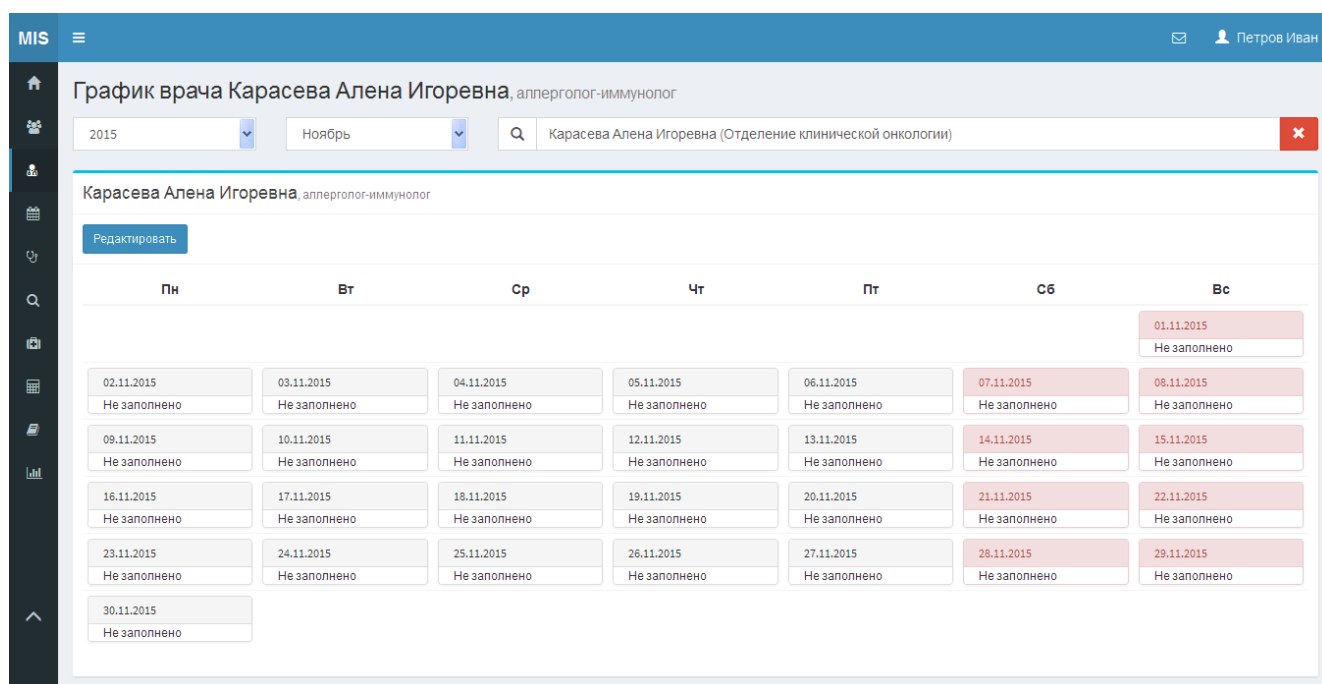 MIS Петров Иван
График врача Карасева Алена Игоревна, аллерголог-иммунолог
2015 Ноябрь Карасева Алена Игоревна (Отделение клинической онкологии)
Карасева Алена Игоревна, аллерголог-иммунолог
Редактировать
Пн Вт Ср Чт Пт Сб Вс
01.11.2015
Не заполнено
02.11.2015 03.11.2015 04.11.2015 05.11.2015 06.11.2015 07.11.2015 08.11.2015
Не заполнено Не заполнено Не заполнено Не заполнено Не заполнено Не заполнено Не заполнено
09.11.2015 10.11.2015 11.11.2015 12.11.2015 13.11.2015 14.11.2015 15.11.2015
Не заполнено Не заполнено Не заполнено Не заполнено Не заполнено Не заполнено Не заполнено
16.11.2015 17.11.2015 18.11.2015 19.11.2015 20.11.2015 21.11.2015 22.11.2015
Не заполнено Не заполнено Не заполнено Не заполнено Не заполнено Не заполнено Не заполнено
23.11.2015 24.11.2015 25.11.2015 26.11.2015 27.11.2015 28.11.2015 29.11.2015
Не заполнено Не заполнено Не заполнено Не заполнено Не заполнено Не заполнено Не заполнено
30.11.2015
Не заполнено